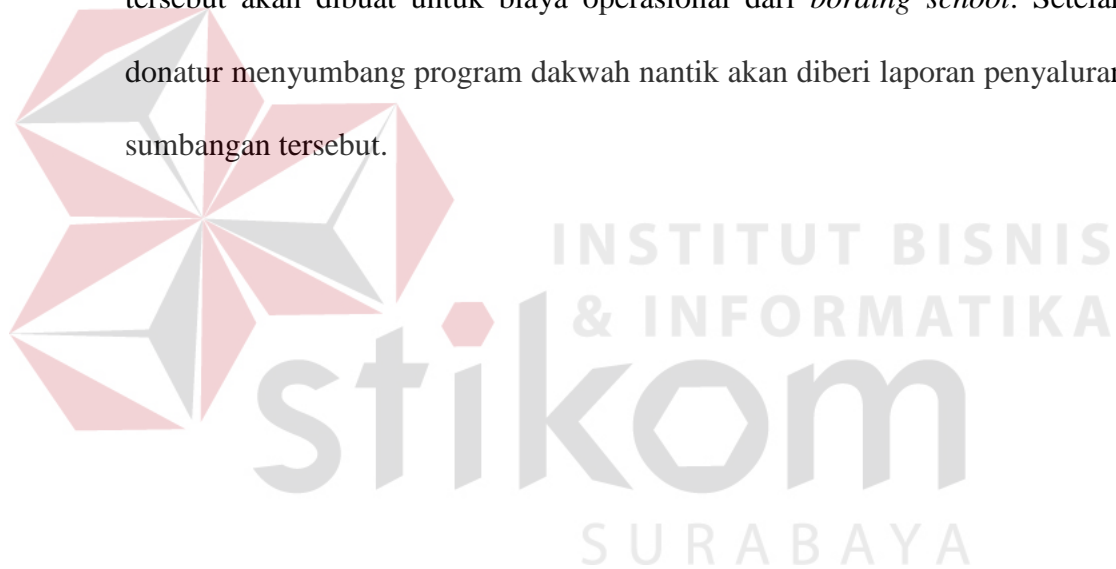 tersebut akan dibuat untuk biaya operasional dari bording school. Setelah
donatur menyumbang program dakwah nantik akan diberi laporan penyaluran
sumbangan tersebut.
INSTITUT BISNIS
& INFORMATIKA
stikom
SURABAYA